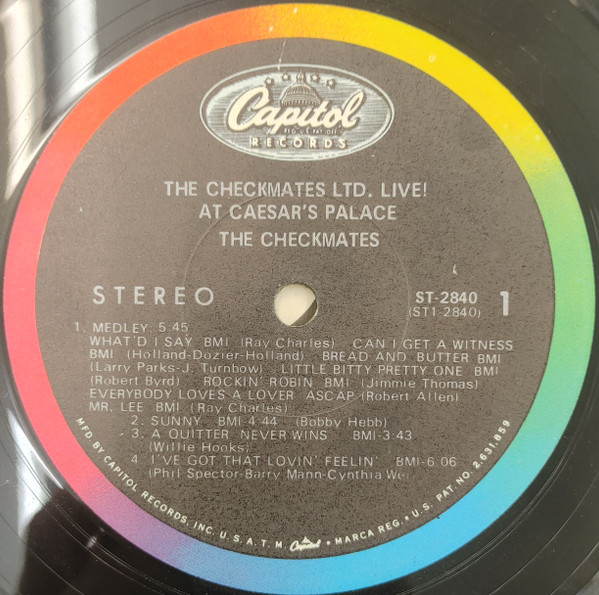 Capitol
REG. U.S. PAT. OFF.
RECORDS
THE CHECKMATES LTD. LIVE!
AT CAESAR'S PALACE
THE CHECKMATES
STEREO
ST-2840
(ST1-2840)
1
1. MEDLEY 5:45
WHAT'D I SAY BMI (Ray Charles) CAN I GET A WITNESS
BMI (Holland-Dozier-Holland) BREAD AND BUTTER BMI
(Larry Parks-J. Turnbow) LITTLE BITTY PRETTY ONE BMI
(Robert Byrd) ROCKIN' ROBIN BMI (Jimmie Thomas)
EVERYBODY LOVES A LOVER ASCAP (Robert Allen)
MR. LEE BMI (Ray Charles)
2. SUNNY BMI-4:44 (Bobby Hebb)
3. A QUITTER NEVER WINS BMI-3:43
(Willie Hooks)
4. I'VE GOT THAT LOVIN' FEELIN' BMI-6:06
(Phil Spector-Barry Mann-Cynthia
MFD. BY CAPITOL RECORDS, INC. U.S.A. T.M. Capitol • MARCA REG. • U.S. PAT. NO. 2,631,859